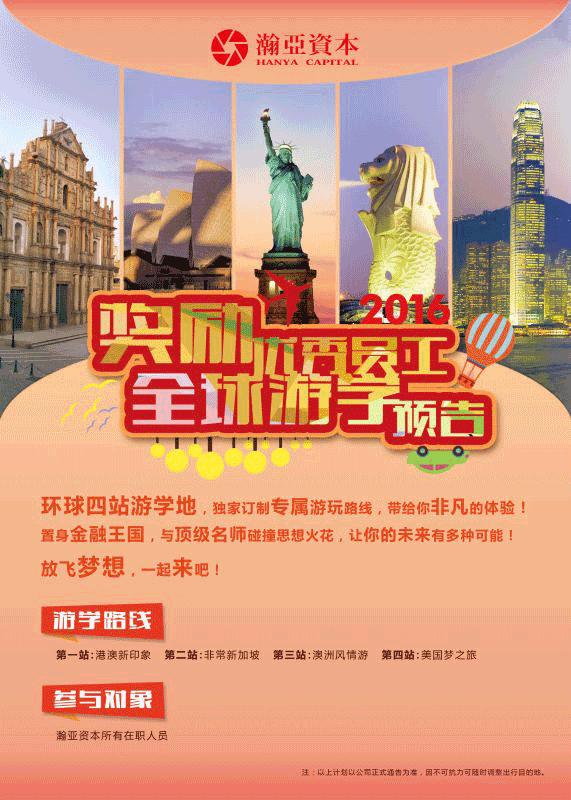 瀚亞資本
HANYA CAPITAL
2016
奖励优秀员工
全球游学预告
环球四站游学地，独家订制专属游玩路线，带给你非凡的体验！
置身金融王国，与顶级名师碰撞思想火花，让你的未来有多种可能！
放飞梦想，一起来吧！
游学路线
第一站:港澳新印象 第二站:非常新加坡 第三站:澳洲风情游 第四站:美国梦之旅
参与对象
瀚亚资本所有在职人员
注：以上计划以公司正式通告为准，因不可抗力可随时调整出行目的地。